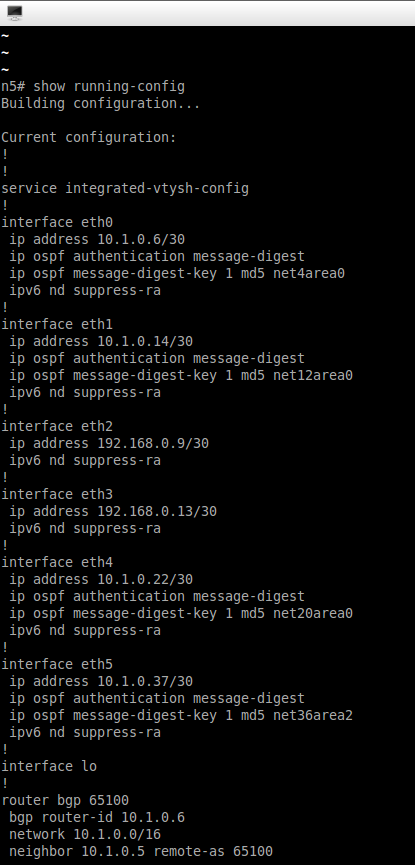 ~
~
~
n5# show running-config
Building configuration...
Current configuration:
!
!
service integrated-vtysh-config
!
interface eth0
 ip address 10.1.0.6/30
 ip ospf authentication message-digest
 ip ospf message-digest-key 1 md5 net4area0
 ipv6 nd suppress-ra
!
interface eth1
 ip address 10.1.0.14/30
 ip ospf authentication message-digest
 ip ospf message-digest-key 1 md5 net12area0
 ipv6 nd suppress-ra
!
interface eth2
 ip address 192.168.0.9/30
 ipv6 nd suppress-ra
!
interface eth3
 ip address 192.168.0.13/30
 ipv6 nd suppress-ra
!
interface eth4
 ip address 10.1.0.22/30
 ip ospf authentication message-digest
 ip ospf message-digest-key 1 md5 net20area0
 ipv6 nd suppress-ra
!
interface eth5
 ip address 10.1.0.37/30
 ip ospf authentication message-digest
 ip ospf message-digest-key 1 md5 net36area2
 ipv6 nd suppress-ra
!
interface lo
!
router bgp 65100
 bgp router-id 10.1.0.6
 network 10.1.0.0/16
 neighbor 10.1.0.5 remote-as 65100